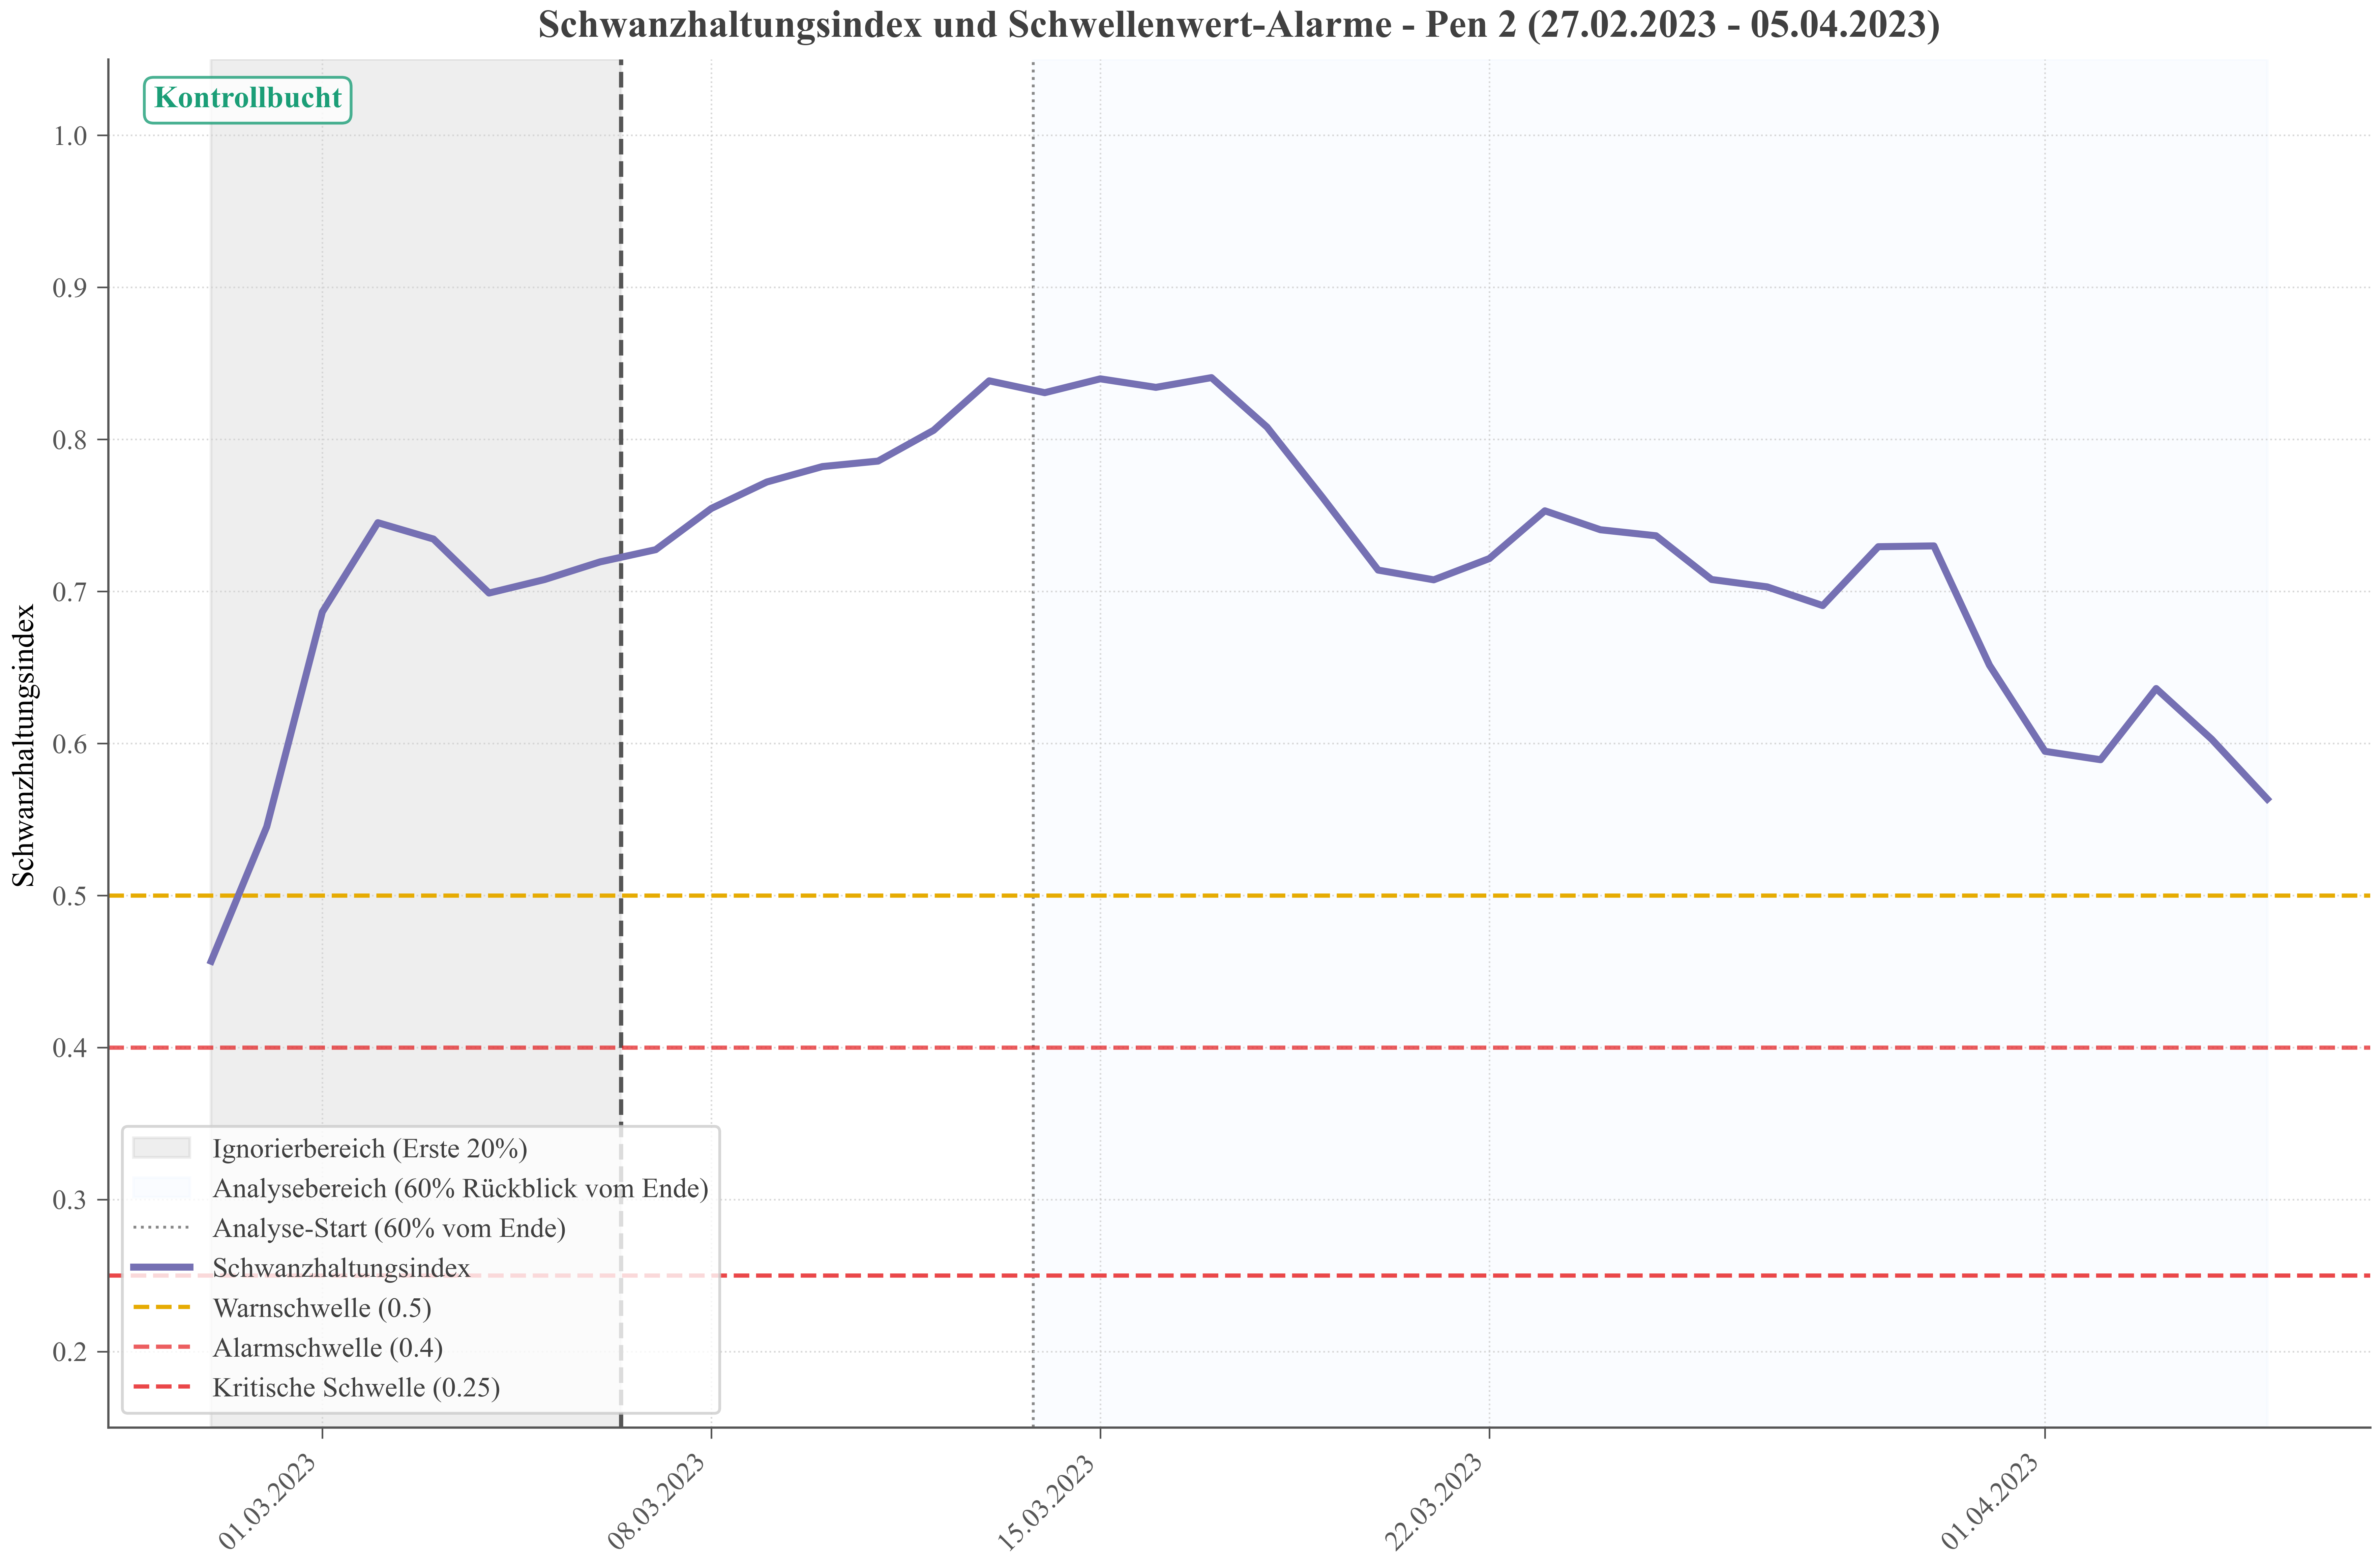 Schwanzhaltungsindex und Schwellenwert-Alarme - Pen 2 (27.02.2023 - 05.04.2023)
Kontrollbucht
1.0
0.9
0.8
0.7
0.6
0.5
0.4
0.3
0.2
Schwanzhaltungsindex
Ignorierbereich (Erste 20%)
Analysebereich (60% Rückblick vom Ende)
Analyse-Start (60% vom Ende)
Schwanzhaltungsindex
Warnschwelle (0.5)
Alarmschwelle (0.4)
Kritische Schwelle (0.25)
01.03.2023
08.03.2023
15.03.2023
22.03.2023
01.04.2023